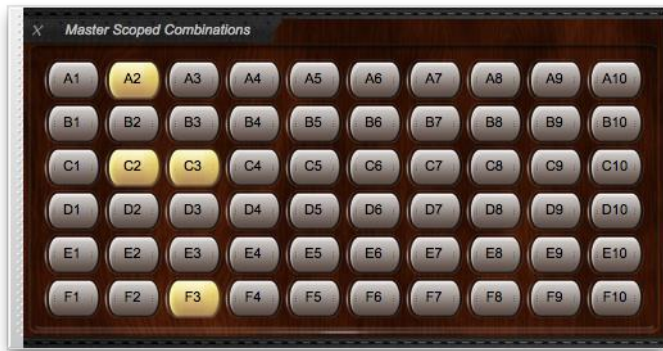 X Master Scoped Combinations
A1 A2 A3 A4 A5 A6 A7 A8 A9 A10
B1 B2 B3 B4 B5 B6 B7 B8 B9 B10
C1 C2 C3 C4 C5 C6 C7 C8 C9 C10
D1 D2 D3 D4 D5 D6 D7 D8 D9 D10
E1 E2 E3 E4 E5 E6 E7 E8 E9 E10
F1 F2 F3 F4 F5 F6 F7 F8 F9 F10